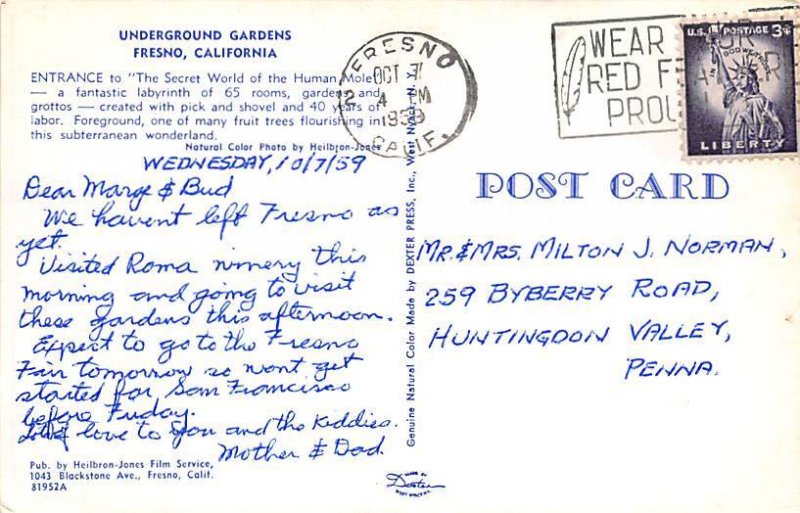 UNDERGROUND GARDENS
FRESNO, CALIFORNIA
ENTRANCE to "The Secret World of the Human Mole"
— a fantastic labyrinth of 65 rooms, gardens and
grottos — created with pick and shovel and 40 years of
labor. Foreground, one of many fruit trees flourishing in
this subterranean wonderland.
Natural Color Photo by Heilbron-Jones
WEDNESDAY, 10/7/59
Dear Marge & Bud
We havent left Fresno as
yet.
Visited Roma winery this
morning and going to visit
these gardens this afternoon.
Expect to go to the Fresno
Fair tomorrow so wont get
started for San Francisco
before Friday.
love to you and the Kiddies.
Mother & Dad.
Pub. by Heilbron-Jones Film Service,
1043 Blackstone Ave., Fresno, Calif.
81952A
Genuine Natural Color Made by DEXTER PRESS, Inc., West Nyack, N. Y.
MADE BY
Dexter
WEST NYACK, N.Y.
FRESNO
OCT 7
4 PM
1959
CALIF.
WEAR
RED FE
PROU
U.S. POSTAGE 3¢
IN GOD WE TRUST
LIBERTY
POST CARD
MR. & MRS. MILTON J. NORMAN,
259 BYBERRY ROAD,
HUNTINGDON VALLEY,
PENNA.